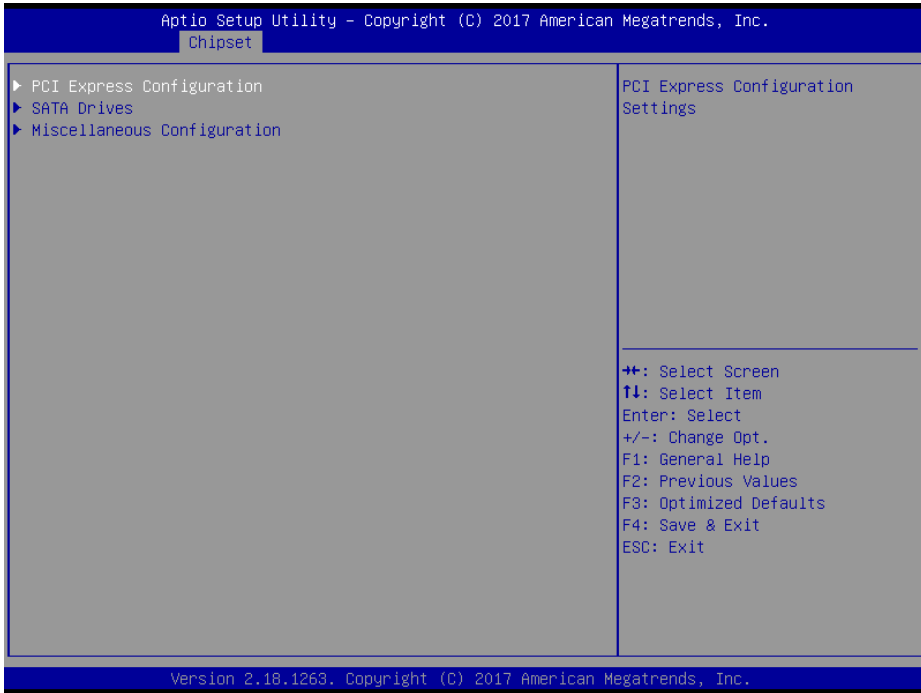 Aptio Setup Utility – Copyright (C) 2017 American Megatrends, Inc.
Chipset
▶ PCI Express Configuration
▶ SATA Drives
▶ Miscellaneous Configuration
PCI Express Configuration
Settings
→←: Select Screen
↑↓: Select Item
Enter: Select
+/-: Change Opt.
F1: General Help
F2: Previous Values
F3: Optimized Defaults
F4: Save & Exit
ESC: Exit
Version 2.18.1263. Copyright (C) 2017 American Megatrends, Inc.